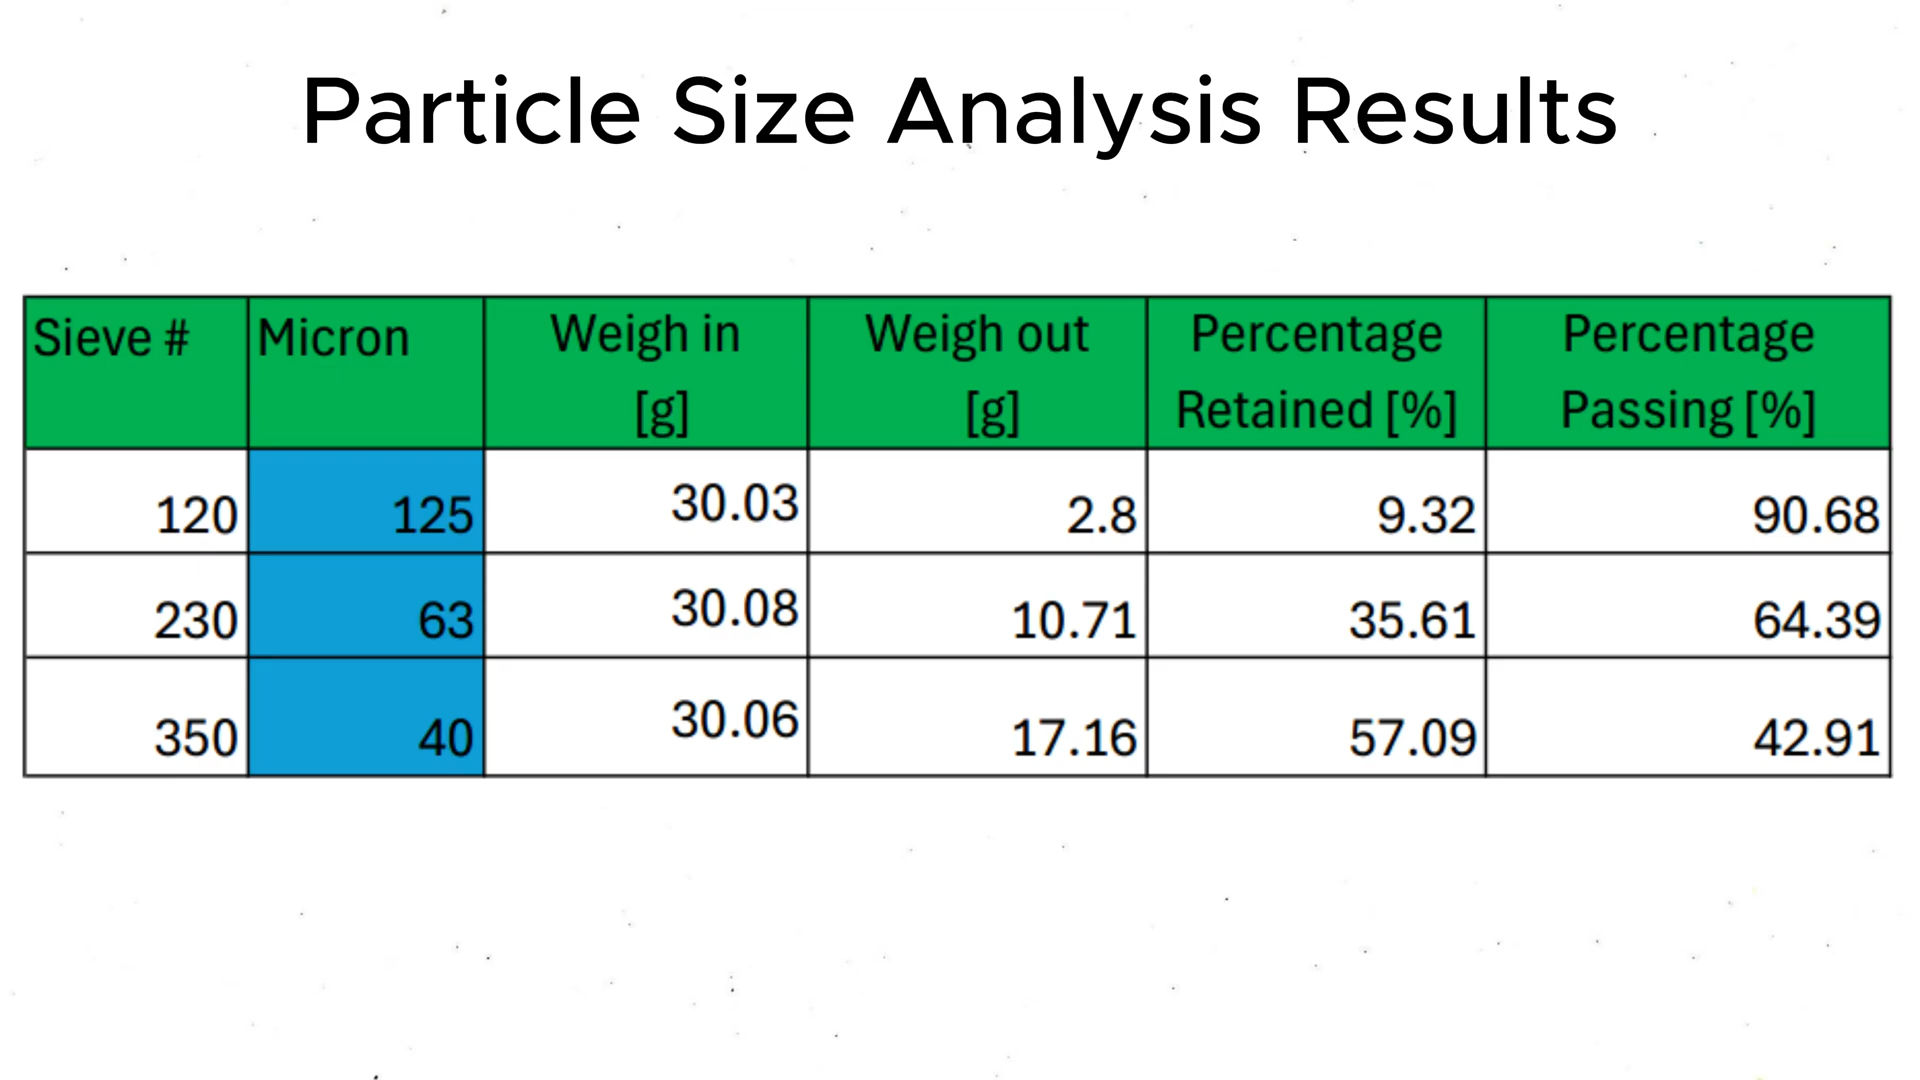 Particle Size Analysis Results
Sieve # Micron Weigh in [g] Weigh out [g] Percentage Retained [%] Percentage Passing [%]
120 125 30.03 2.8 9.32 90.68
230 63 30.08 10.71 35.61 64.39
350 40 30.06 17.16 57.09 42.91